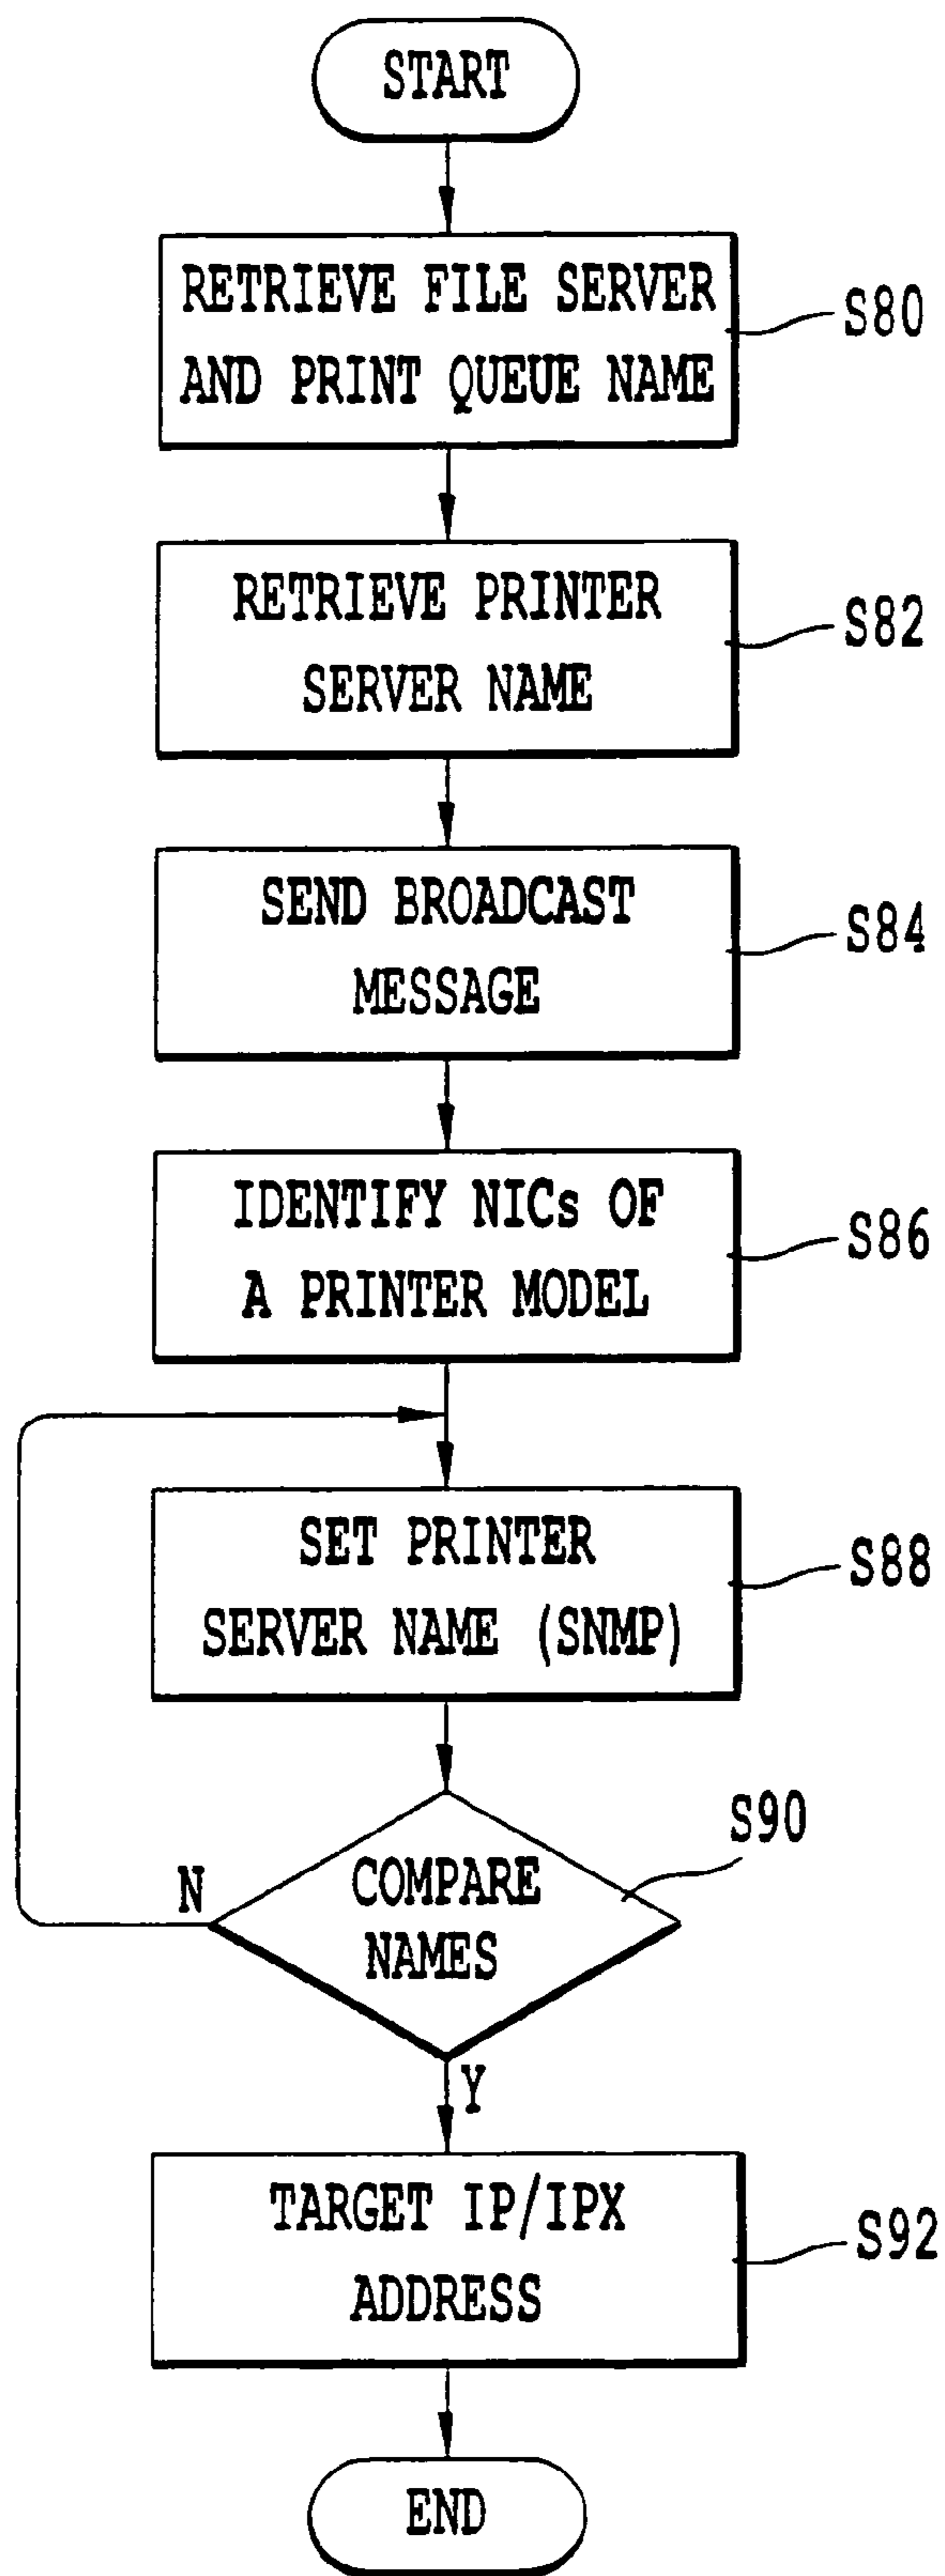 START
RETRIEVE FILE SERVER
AND PRINT QUEUE NAME
S80
RETRIEVE PRINTER
SERVER NAME
S82
SEND BROADCAST
MESSAGE
S84
IDENTIFY NICs OF
A PRINTER MODEL
S86
SET PRINTER
SERVER NAME (SNMP)
S88
S90
COMPARE
NAMES
N
Y
TARGET IP/IPX
ADDRESS
S92
END